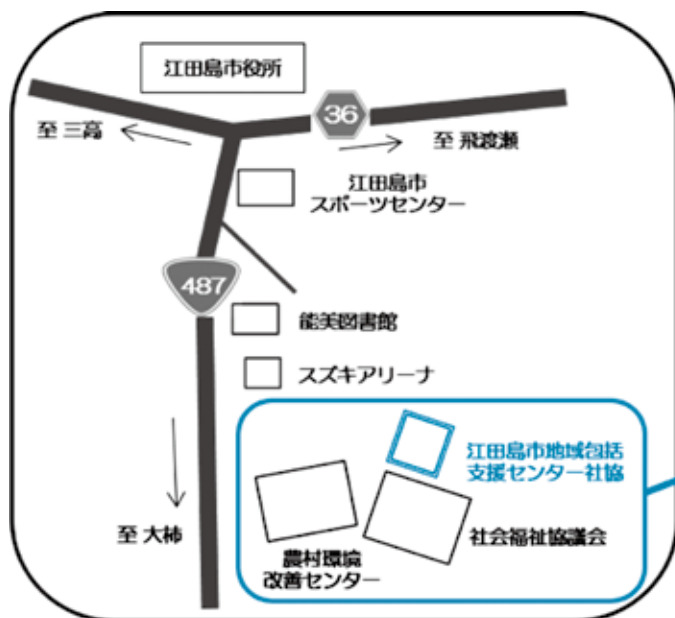 江田島市役所
36
至 三高
至 飛渡瀬
江田島市
スポーツセンター
487
能美図書館
スズキアリーナ
江田島市地域包括
支援センター社協
至 大柿
社会福祉協議会
農村環境
改善センター